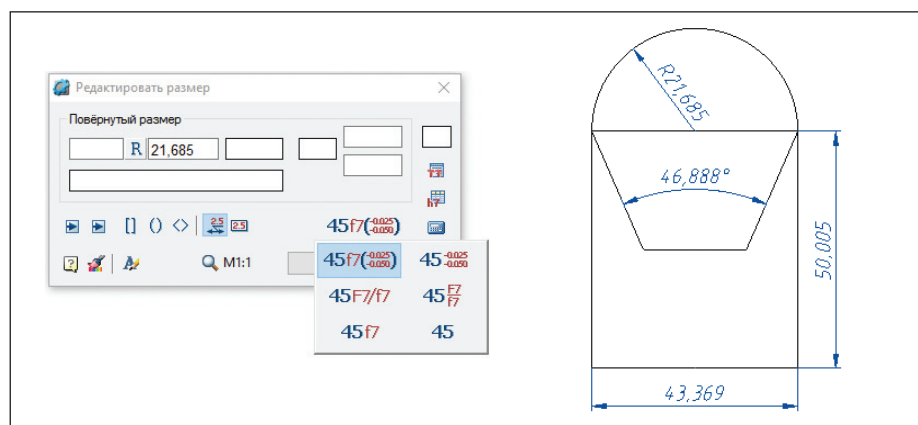 Редактировать размер
Повёрнутый размер
R 21,685
[] () <> 2.5 2.5
45f7(-0.025 -0.050)
h7
M1:1
45f7(-0.025 -0.050) 45-0.025 -0.050
45F7/f7 45 F7/f7
45f7 45
R21,685
46,888°
50,005
43,369